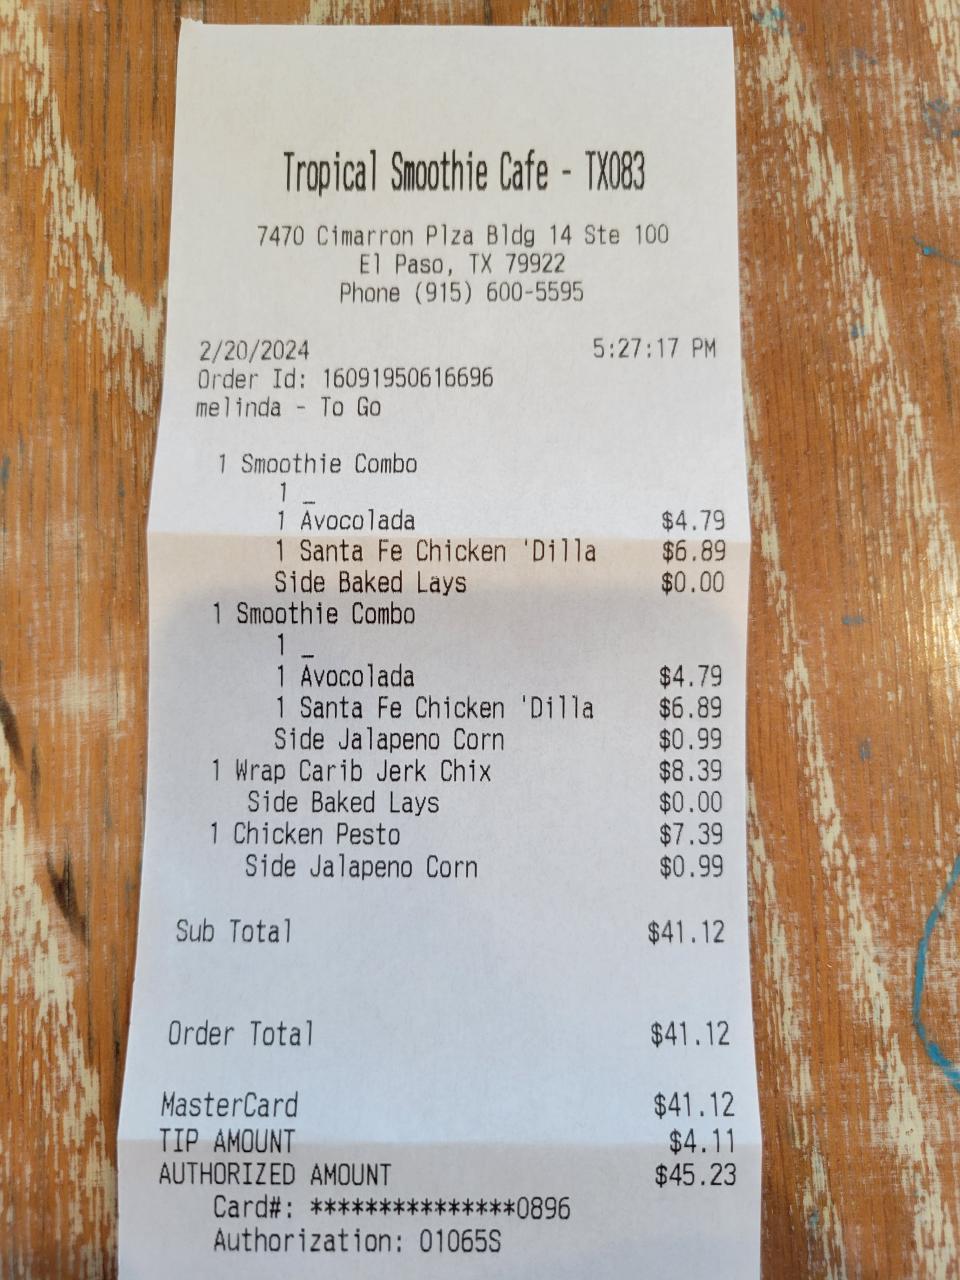 Tropical Smoothie Cafe - TX083
7470 Cimarron Plza Bldg 14 Ste 100
El Paso, TX 79922
Phone (915) 600-5595
2/20/2024 5:27:17 PM
Order Id: 16091950616696
melinda - To Go
1 Smoothie Combo
1 _
1 Avocolada $4.79
1 Santa Fe Chicken 'Dilla $6.89
Side Baked Lays $0.00
1 Smoothie Combo
1 _
1 Avocolada $4.79
1 Santa Fe Chicken 'Dilla $6.89
Side Jalapeno Corn $0.99
1 Wrap Carib Jerk Chix $8.39
Side Baked Lays $0.00
1 Chicken Pesto $7.39
Side Jalapeno Corn $0.99
Sub Total $41.12
Order Total $41.12
MasterCard $41.12
TIP AMOUNT $4.11
AUTHORIZED AMOUNT $45.23
Card#: ***************0896
Authorization: 01065S